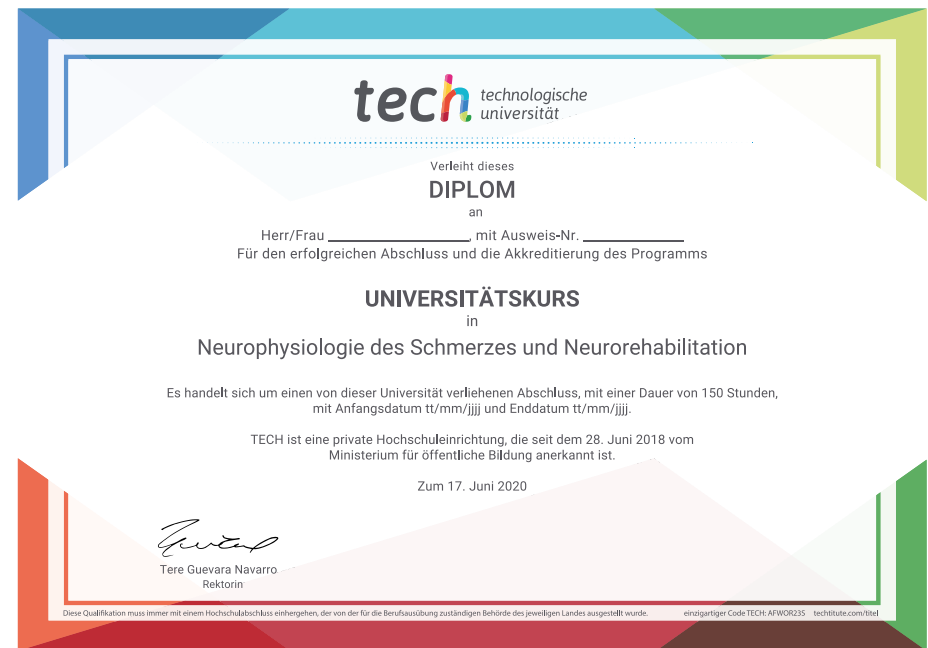 tech technologische
universität
Verleiht dieses
DIPLOM
an
Herr/Frau ________________, mit Ausweis-Nr. ____________
Für den erfolgreichen Abschluss und die Akkreditierung des Programms
UNIVERSITÄTSKURS
in
Neurophysiologie des Schmerzes und Neurorehabilitation
Es handelt sich um einen von dieser Universität verliehenen Abschluss, mit einer Dauer von 150 Stunden,
mit Anfangsdatum tt/mm/jjjj und Enddatum tt/mm/jjjj.
TECH ist eine private Hochschuleinrichtung, die seit dem 28. Juni 2018 vom
Ministerium für öffentliche Bildung anerkannt ist.
Zum 17. Juni 2020
Tere Guevara Navarro
Rektorin
Diese Qualifikation muss immer mit einem Hochschulabschluss einhergehen, der von der für die Berufsausübung zuständigen Behörde des jeweiligen Landes ausgestellt wurde. einzigartiger Code TECH: AFWOR235 techtitute.com/titel